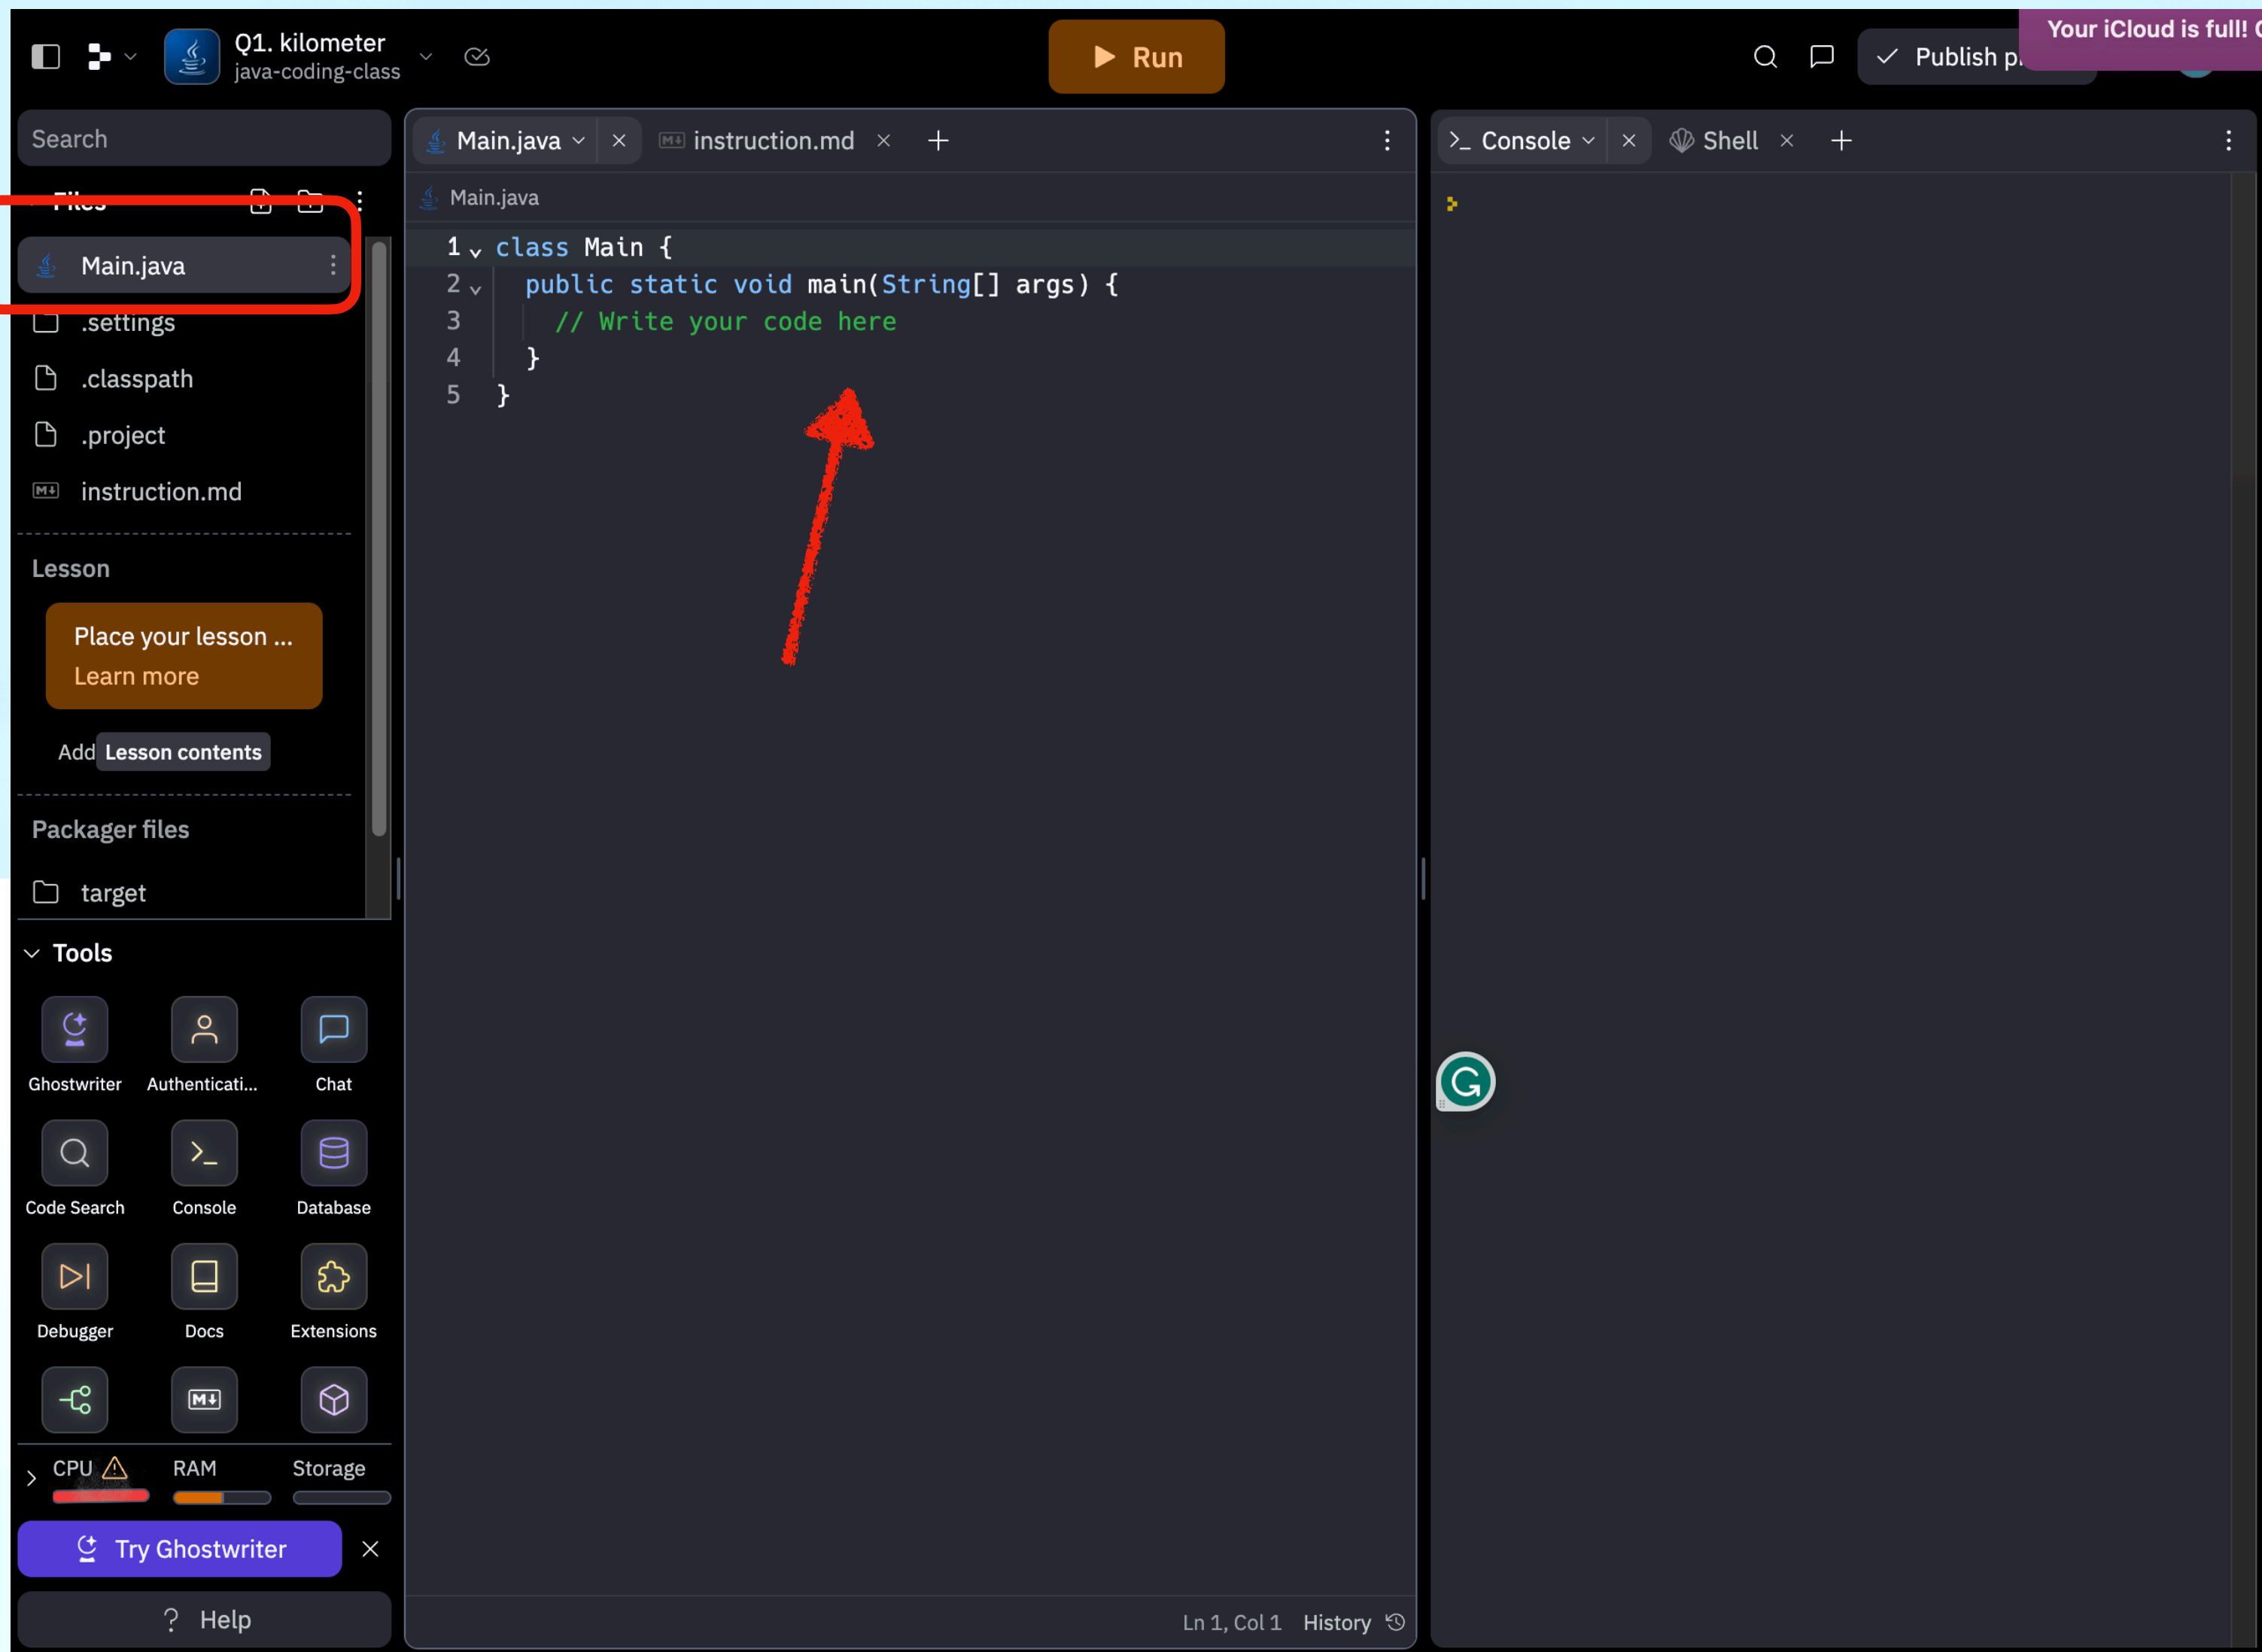 Q1. kilometer
java-coding-class
Run
Publish
Your iCloud is full!
Search
Files
Main.java
.settings
.classpath
.project
instruction.md
Lesson
Place your lesson ...
Learn more
Add Lesson contents
Packager files
target
Tools
Ghostwriter Authenticati... Chat
Code Search Console Database
Debugger Docs Extensions
CPU RAM Storage
Try Ghostwriter
? Help
Main.java instruction.md
Main.java
1 class Main {
2 public static void main(String[] args) {
3 // Write your code here
4 }
5 }
Ln 1, Col 1 History
>_ Console Shell